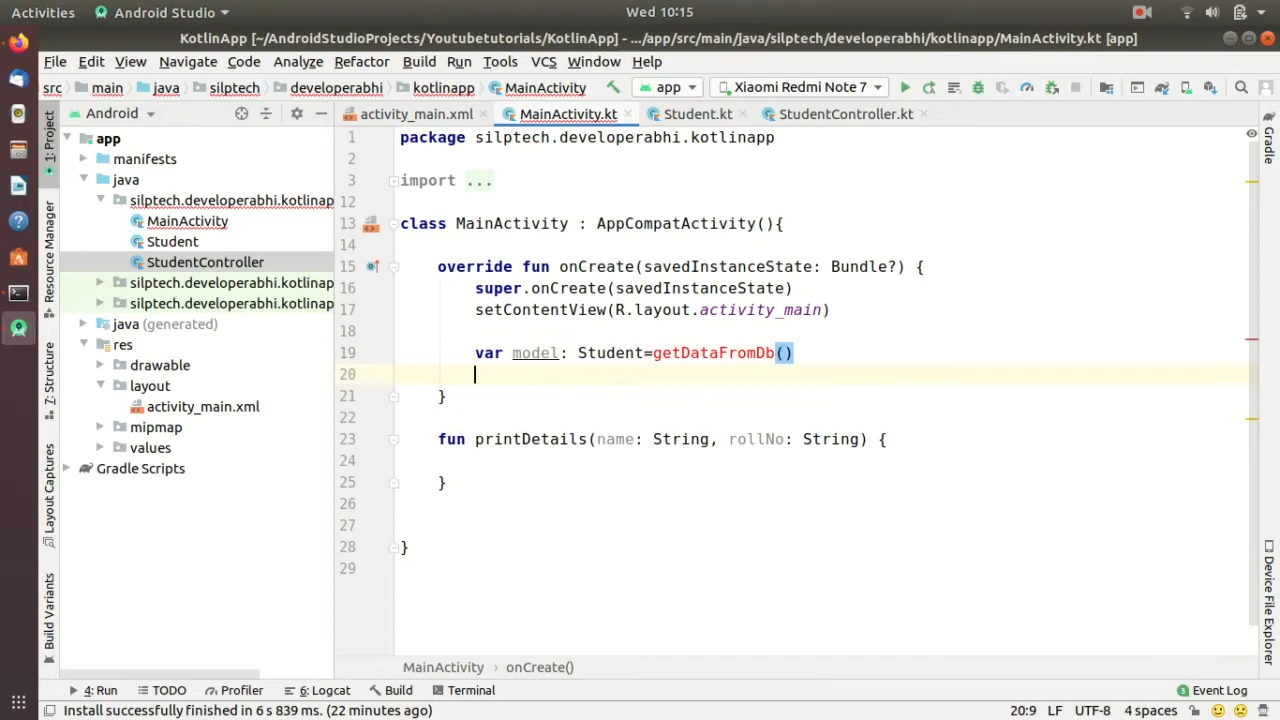 Activities Android Studio Wed 10:15
KotlinApp [~/AndroidStudioProjects/Youtubetutorials/KotlinApp] - .../app/src/main/java/silptech/developerabhi/kotlinapp/MainActivity.kt [app]
File Edit View Navigate Code Analyze Refactor Build Run Tools VCS Window Help
src main java silptech developerabhi kotlinapp MainActivity app Xiaomi Redmi Note 7
Android activity_main.xml MainActivity.kt Student.kt StudentController.kt
1: Project
Resource Manager
7: Structure
Layout Captures
Build Variants
app
manifests
java
silptech.developerabhi.kotlinap
MainActivity
Student
StudentController
silptech.developerabhi.kotlinap
silptech.developerabhi.kotlinap
java (generated)
res
drawable
layout
activity_main.xml
mipmap
values
Gradle Scripts
1 package silptech.developerabhi.kotlinapp
2
3 import ...
12
13 class MainActivity : AppCompatActivity(){
14
15 override fun onCreate(savedInstanceState: Bundle?) {
16 super.onCreate(savedInstanceState)
17 setContentView(R.layout.activity_main)
18
19 var model: Student=getDataFromDb()
20
21 }
22
23 fun printDetails(name: String, rollNo: String) {
24
25 }
26
27
28 }
29
Gradle
Device File Explorer
MainActivity › onCreate()
4: Run TODO Profiler 6: Logcat Build Terminal 3 Event Log
Install successfully finished in 6 s 839 ms. (22 minutes ago) 20:9 LF UTF-8 4 spaces